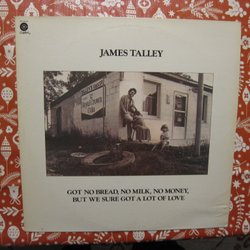 JAMES TALLEY
GOT NO BREAD, NO MILK, NO MONEY,
BUT WE SURE GOT A LOT OF LOVE